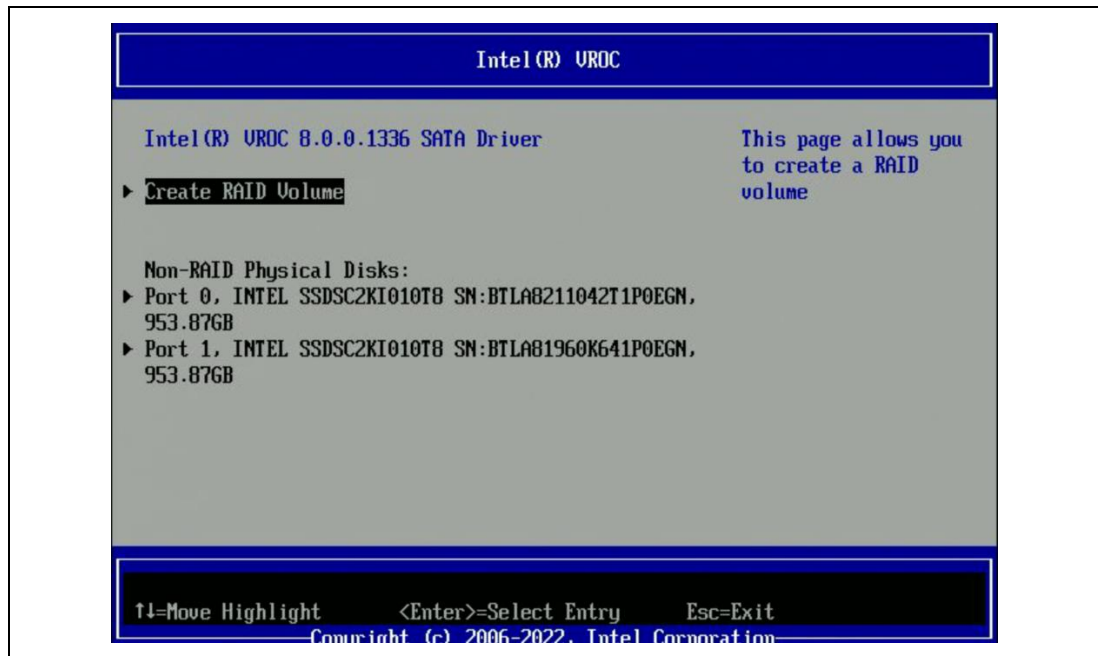 Intel(R) VROC
Intel(R) VROC 8.0.0.1336 SATA Driver
This page allows you
to create a RAID
volume
Create RAID Volume
Non-RAID Physical Disks:
Port 0, INTEL SSDSC2KI010T8 SN:BTLA8211042T1P0EGN,
953.87GB
Port 1, INTEL SSDSC2KI010T8 SN:BTLA81960K641P0EGN,
953.87GB
↑↓=Move Highlight <Enter>=Select Entry Esc=Exit
Copyright (c) 2006-2022, Intel Corporation